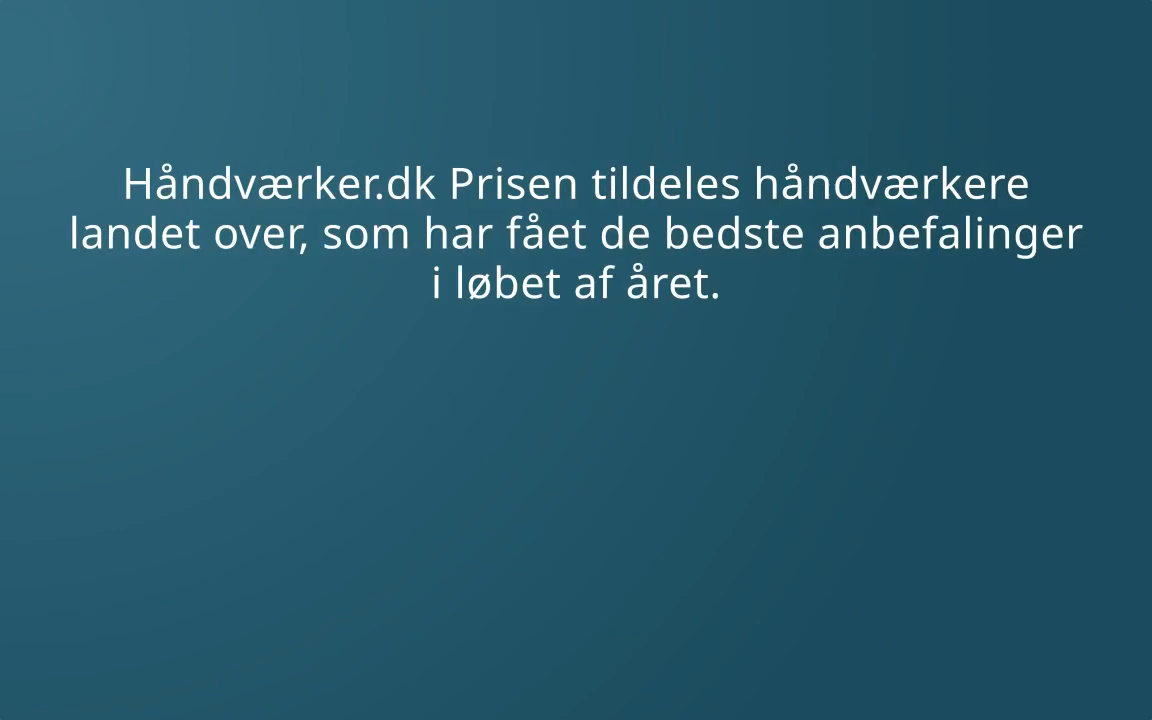 Håndværker.dk Prisen tildeles håndværkere
landet over, som har fået de bedste anbefalinger
i løbet af året.